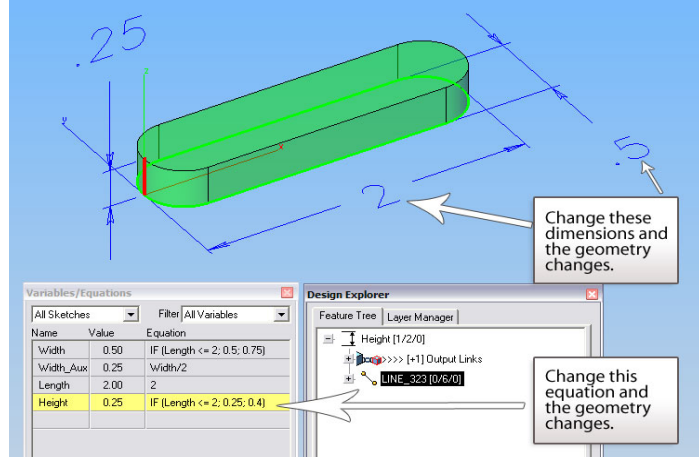 .25
.5
2
z
y
x
Change these
dimensions and
the geometry
changes.
Variables/Equations
All Sketches Filter All Variables
Name Value Equation
Width 0.50 IF (Length <= 2; 0.5; 0.75)
Width_Aux 0.25 Width/2
Length 2.00 2
Height 0.25 IF (Length <= 2; 0.25; 0.4)
Design Explorer
Feature Tree Layer Manager
Height [1/2/0]
>>>> [+1] Output Links
LINE_323 [0/6/0]
Change this
equation and
the geometry
changes.